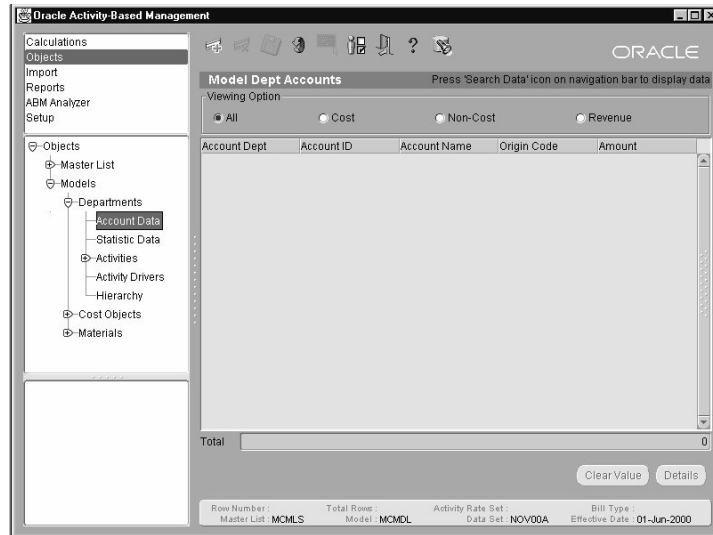 Oracle Activity-Based Management
Calculations
Objects
Import
Reports
ABM Analyzer
Setup
Objects
Master List
Models
Departments
Account Data
Statistic Data
Activities
Activity Drivers
Hierarchy
Cost Objects
Materials
ORACLE
Model Dept Accounts Press 'Search Data' icon on navigation bar to display data
Viewing Option
All Cost Non-Cost Revenue
Account Dept Account ID Account Name Origin Code Amount
Total 0
Clear Value Details
Row Number : Total Rows : Activity Rate Set : Bill Type :
Master List : MCMLS Model : MCMDL Data Set : NOV00A Effective Date : 01-Jun-2000